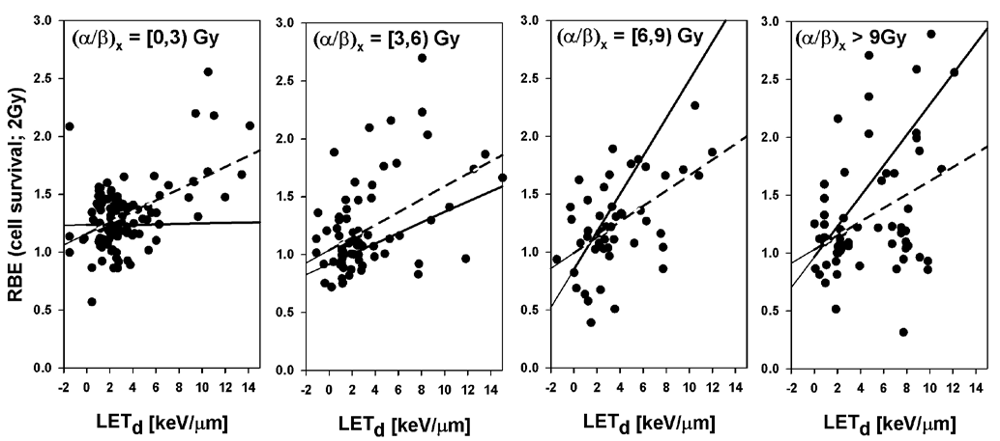 (α/β)x = [0,3) Gy
(α/β)x = [3,6) Gy
(α/β)x = [6,9) Gy
(α/β)x > 9Gy
RBE (cell survival; 2Gy)
3.0
2.5
2.0
1.5
1.0
0.5
0.0
3.0
2.5
2.0
1.5
1.0
0.5
0.0
3.0
2.5
2.0
1.5
1.0
0.5
0.0
3.0
2.5
2.0
1.5
1.0
0.5
0.0
-2 0 2 4 6 8 10 12 14
-2 0 2 4 6 8 10 12 14
-2 0 2 4 6 8 10 12 14
-2 0 2 4 6 8 10 12 14
LETd [keV/μm]
LETd [keV/μm]
LETd [keV/μm]
LETd [keV/μm]